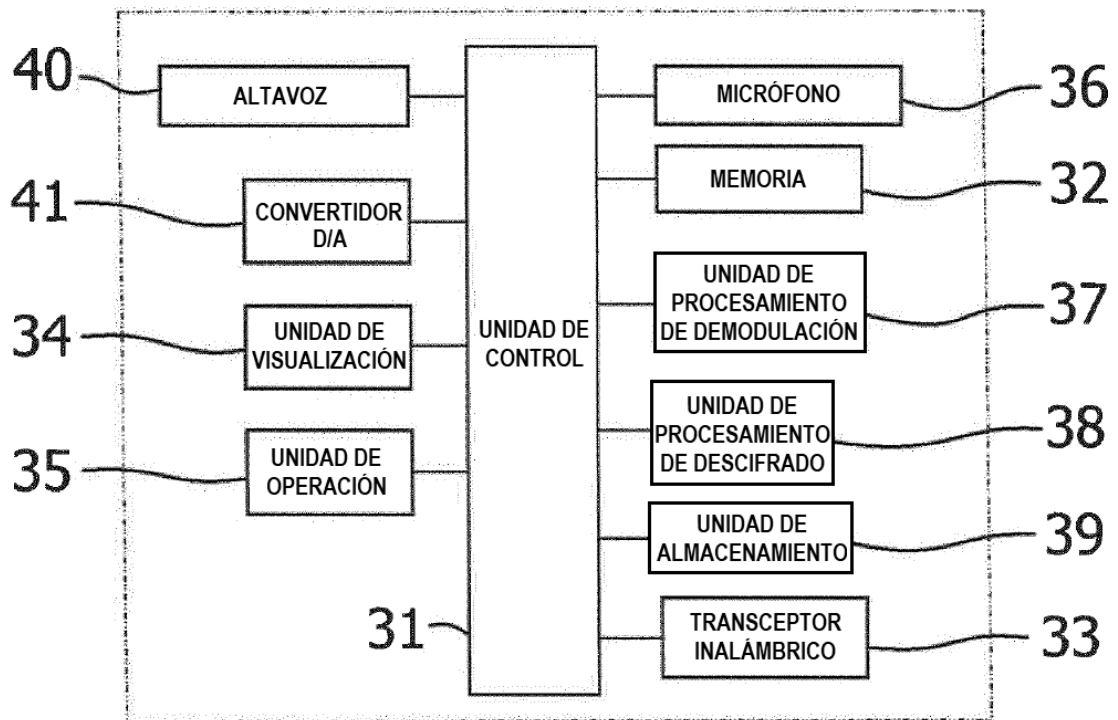 40
ALTAVOZ
41
CONVERTIDOR
D/A
34
UNIDAD DE
VISUALIZACIÓN
35
UNIDAD DE
OPERACIÓN
31
UNIDAD DE
CONTROL
MICRÓFONO
36
MEMORIA
32
UNIDAD DE
PROCESAMIENTO
DE DEMODULACIÓN
37
UNIDAD DE
PROCESAMIENTO
DE DESCIFRADO
38
UNIDAD DE
ALMACENAMIENTO
39
TRANSCEPTOR
INALÁMBRICO
33